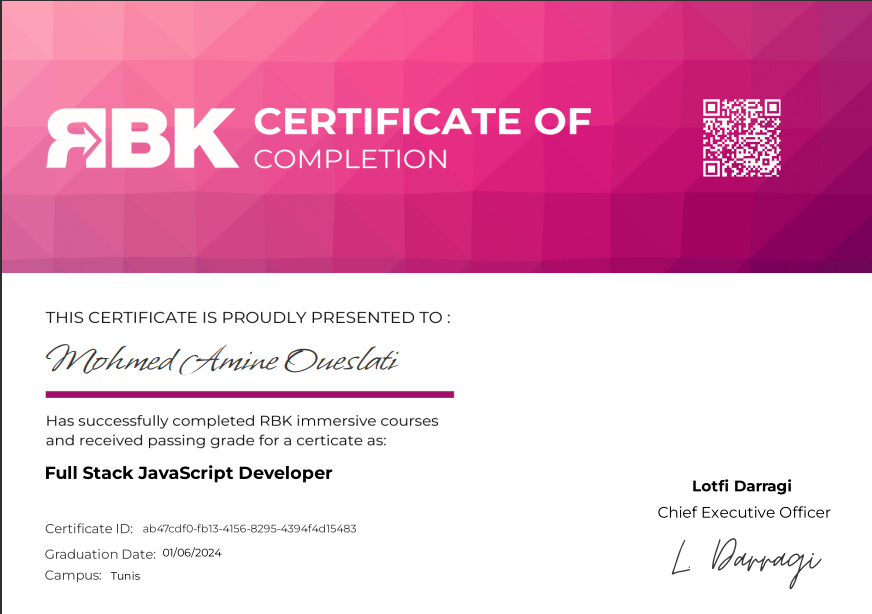 RBK CERTIFICATE OF
COMPLETION
THIS CERTIFICATE IS PROUDLY PRESENTED TO :
Mohmed Amine Oueslati
Has successfully completed RBK immersive courses
and received passing grade for a certicate as:
Full Stack JavaScript Developer
Certificate ID: ab47cdf0-fb13-4156-8295-4394f4d15483
Graduation Date: 01/06/2024
Campus: Tunis
Lotfi Darragi
Chief Executive Officer
L. Darragi